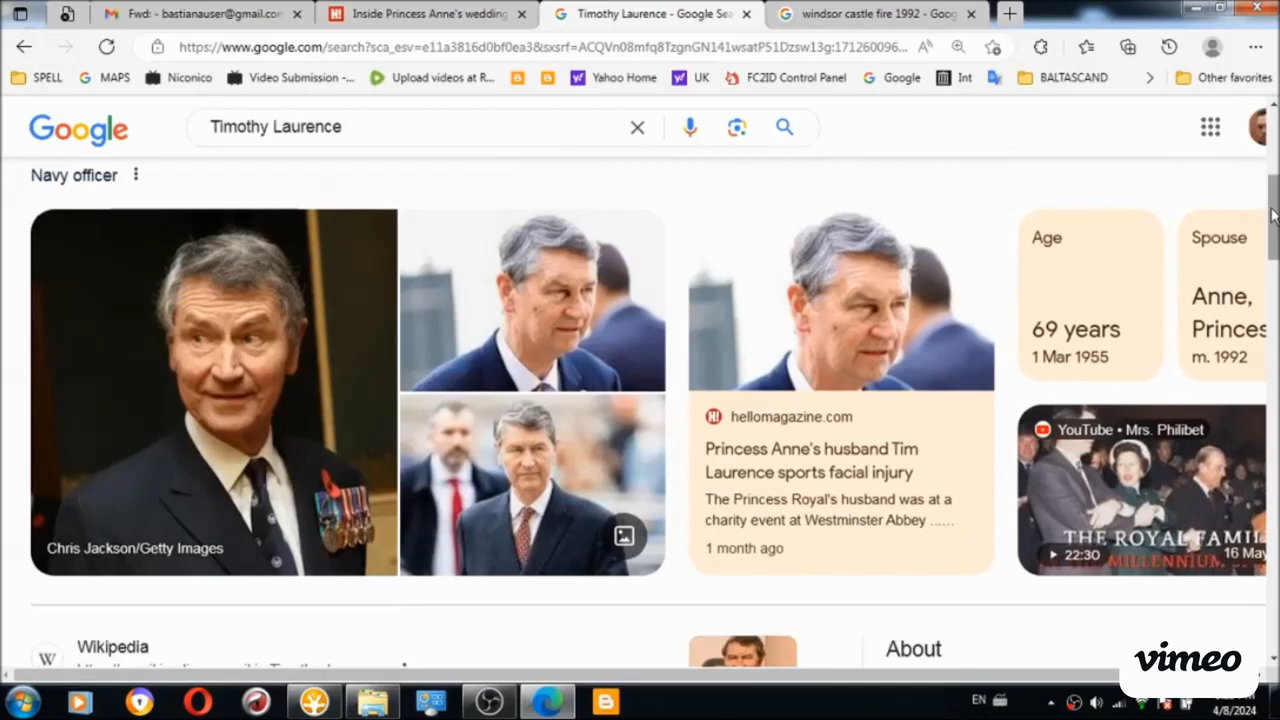 Fwd: - bastianauser@gmail.con
Inside Princess Anne's wedding
Timothy Laurence - Google Sea
windsor castle fire 1992 - Goog
https://www.google.com/search?sca_esv=e11a3816d0bf0ea3&sxsrf=ACQVn08mfq8TzgnGN141wsatP51Dzsw13g:171260096...
SPELL
MAPS
Niconico
Video Submission -...
Upload videos at R...
Yahoo Home
UK
FC2ID Control Panel
Google
Int
BALTASCAND
Other favorites
Google
Timothy Laurence
Navy officer
Chris Jackson/Getty Images
hellomagazine.com
Princess Anne's husband Tim
Laurence sports facial injury
The Princess Royal's husband was at a
charity event at Westminster Abbey ......
1 month ago
Age
69 years
1 Mar 1955
Spouse
Anne,
Princes
m. 1992
YouTube • Mrs. Philibet
THE ROYAL FAMIL
MILLENNIUM
22:30
16 May
W
Wikipedia
About
vimeo
EN
4/8/2024